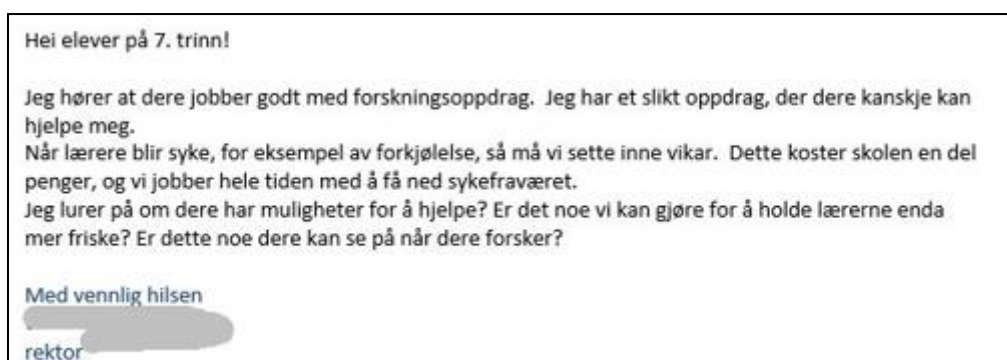 Hei elever på 7. trinn!
Jeg hører at dere jobber godt med forskningsoppdrag.  Jeg har et slikt oppdrag, der dere kanskje kan
hjelpe meg.
Når lærere blir syke, for eksempel av forkjølelse, så må vi sette inne vikar.  Dette koster skolen en del
penger, og vi jobber hele tiden med å få ned sykefraværet.
Jeg lurer på om dere har muligheter for å hjelpe? Er det noe vi kan gjøre for å holde lærerne enda
mer friske? Er dette noe dere kan se på når dere forsker?
Med vennlig hilsen
rektor